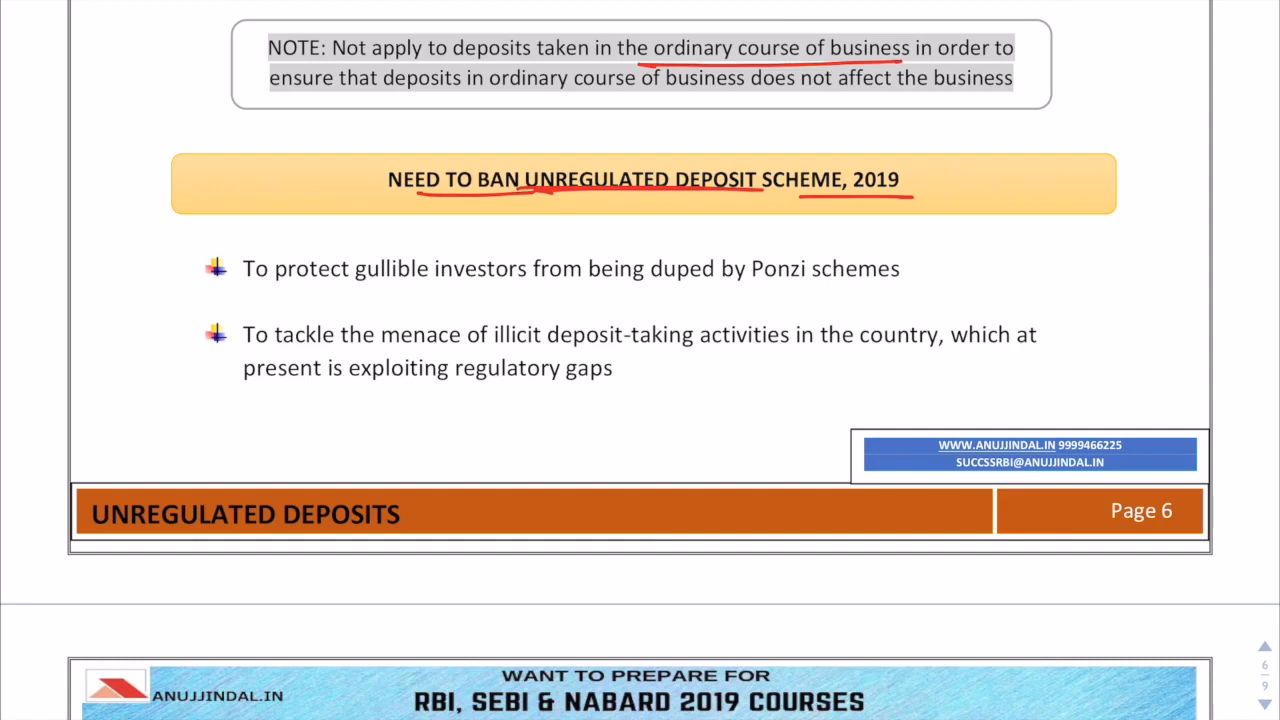 NOTE: Not apply to deposits taken in the ordinary course of business in order to
ensure that deposits in ordinary course of business does not affect the business
NEED TO BAN UNREGULATED DEPOSIT SCHEME, 2019
To protect gullible investors from being duped by Ponzi schemes
To tackle the menace of illicit deposit-taking activities in the country, which at
present is exploiting regulatory gaps
WWW.ANUJJINDAL.IN 9999466225
SUCCSSRBI@ANUJJINDAL.IN
UNREGULATED DEPOSITS
Page 6
6
9
WANT TO PREPARE FOR
ANUJJINDAL.IN
RBI, SEBI & NABARD 2019 COURSES